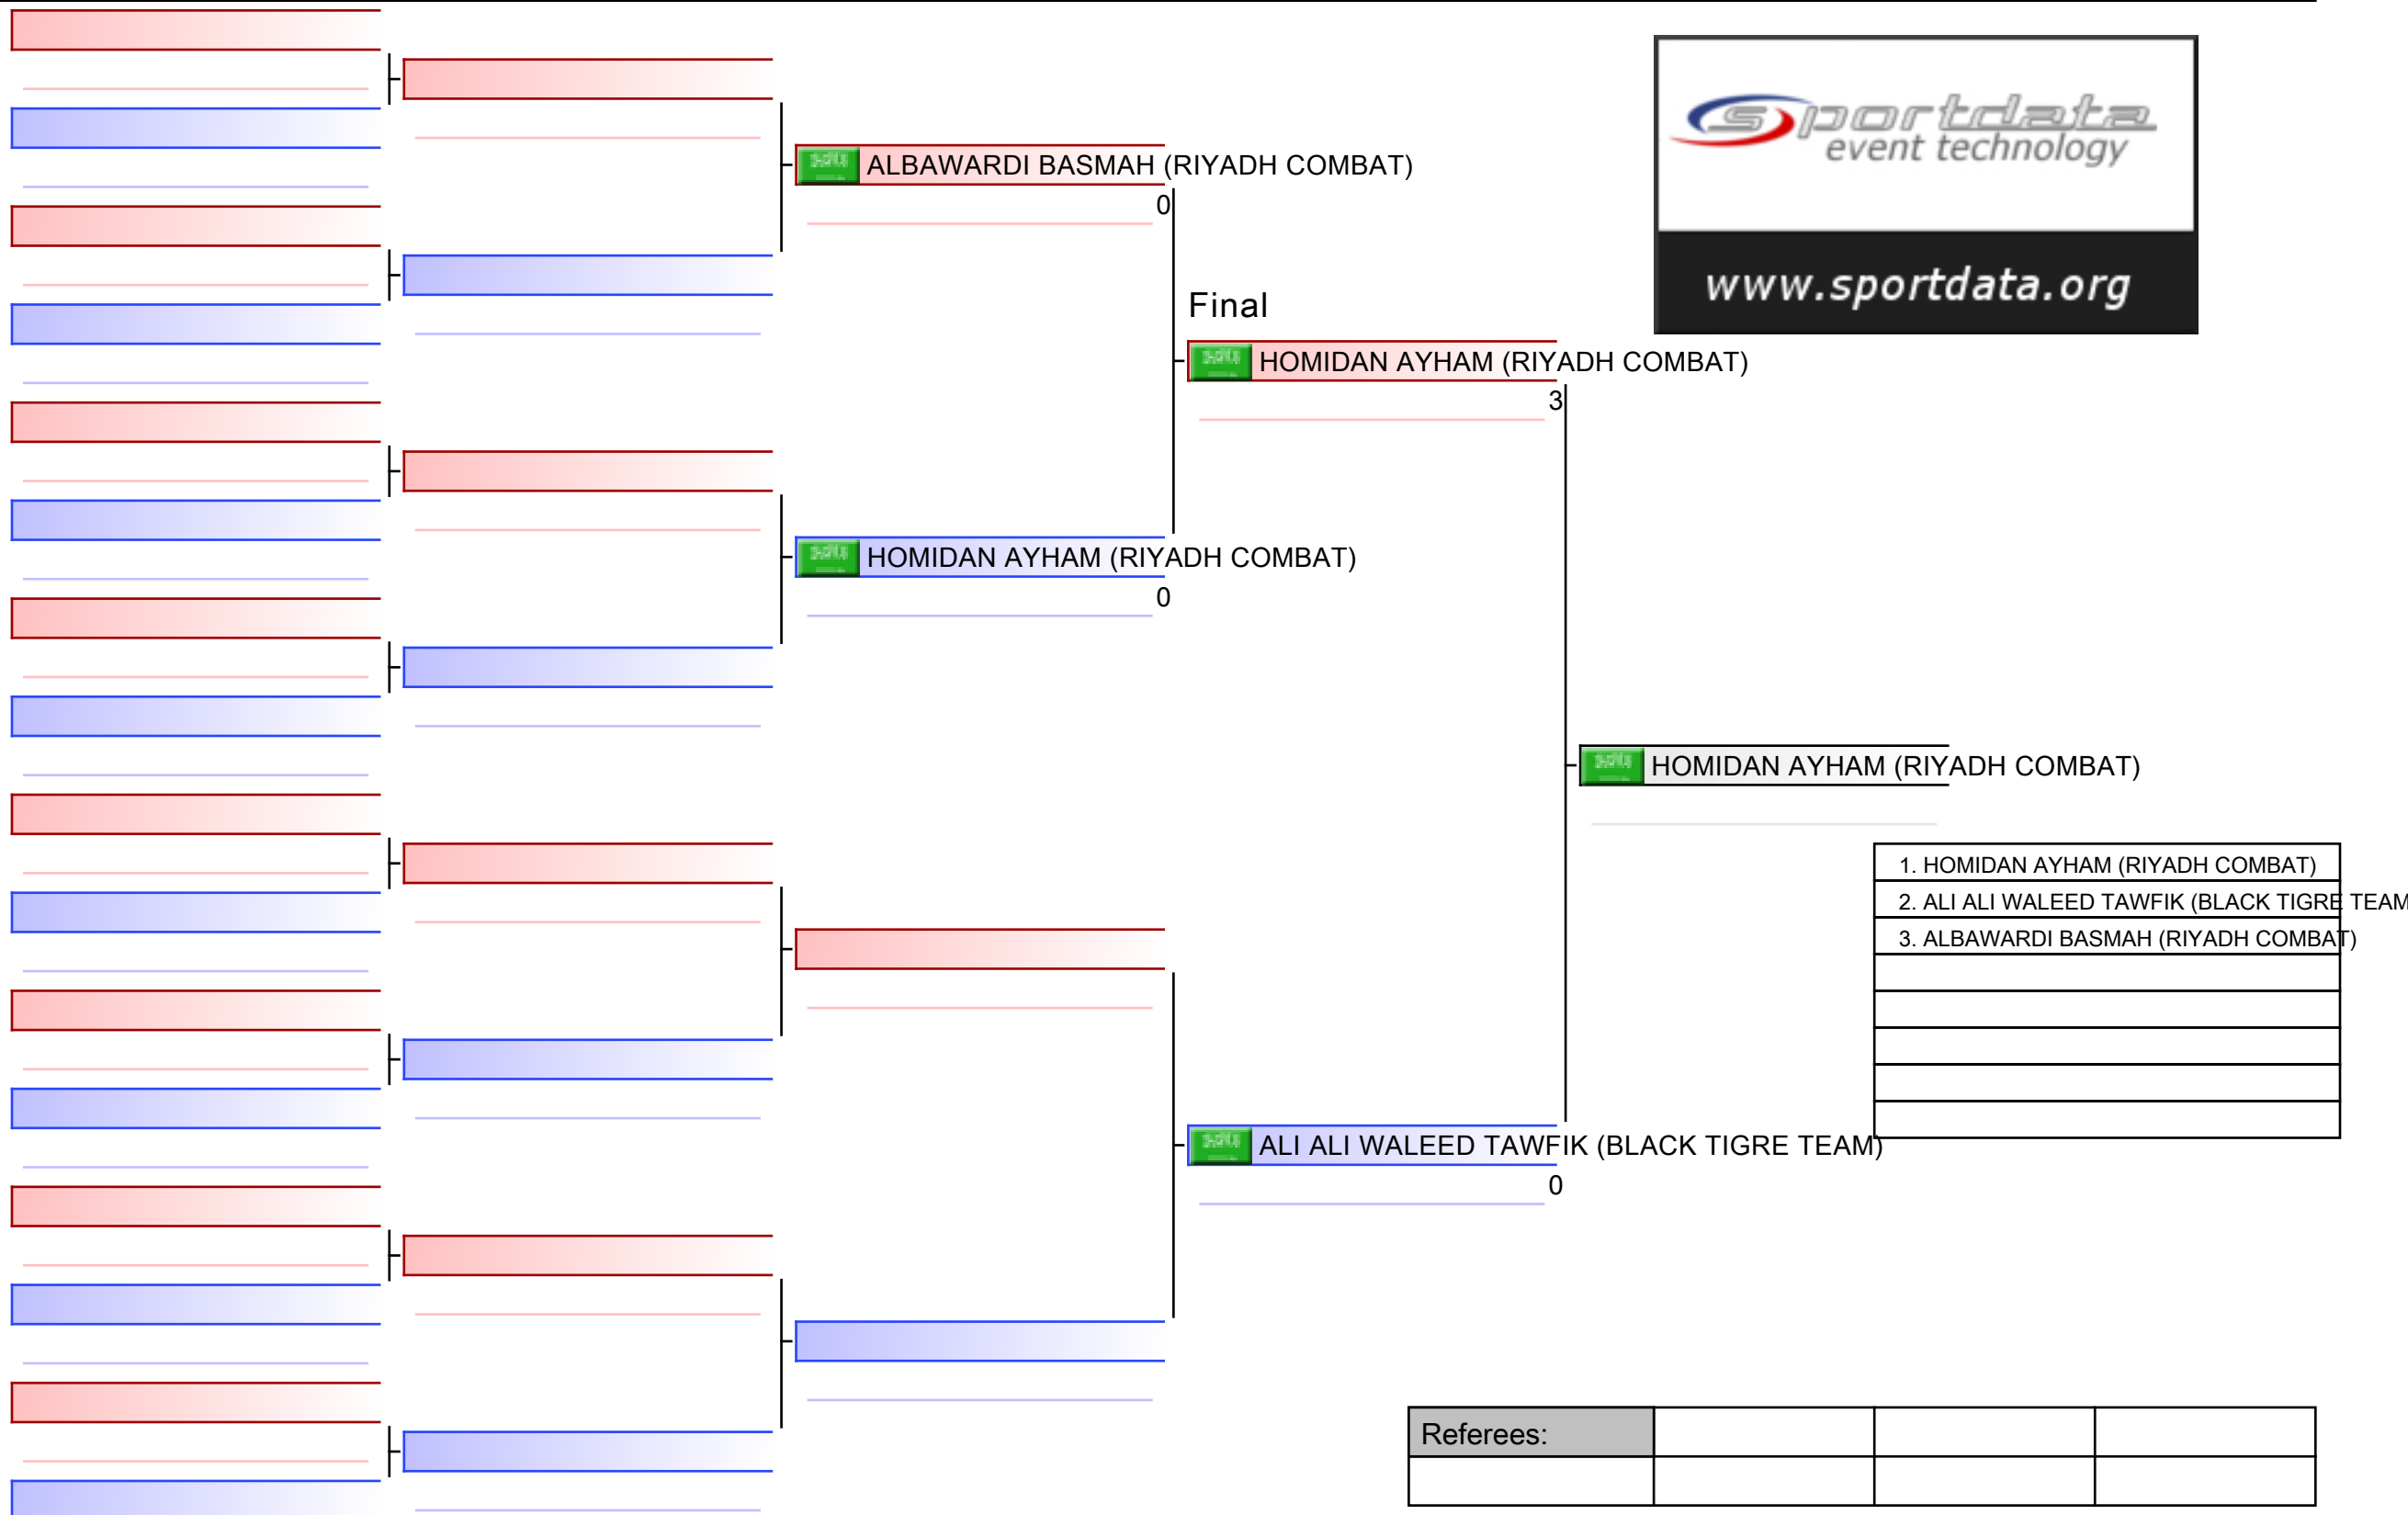 sportdata
event technology
www.sportdata.org
ALBAWARDI BASMAH (RIYADH COMBAT)
0
Final
HOMIDAN AYHAM (RIYADH COMBAT)
3
HOMIDAN AYHAM (RIYADH COMBAT)
0
HOMIDAN AYHAM (RIYADH COMBAT)
1. HOMIDAN AYHAM (RIYADH COMBAT)
2. ALI ALI WALEED TAWFIK (BLACK TIGRE TEAM
3. ALBAWARDI BASMAH (RIYADH COMBAT)
ALI ALI WALEED TAWFIK (BLACK TIGRE TEAM)
0
Referees: